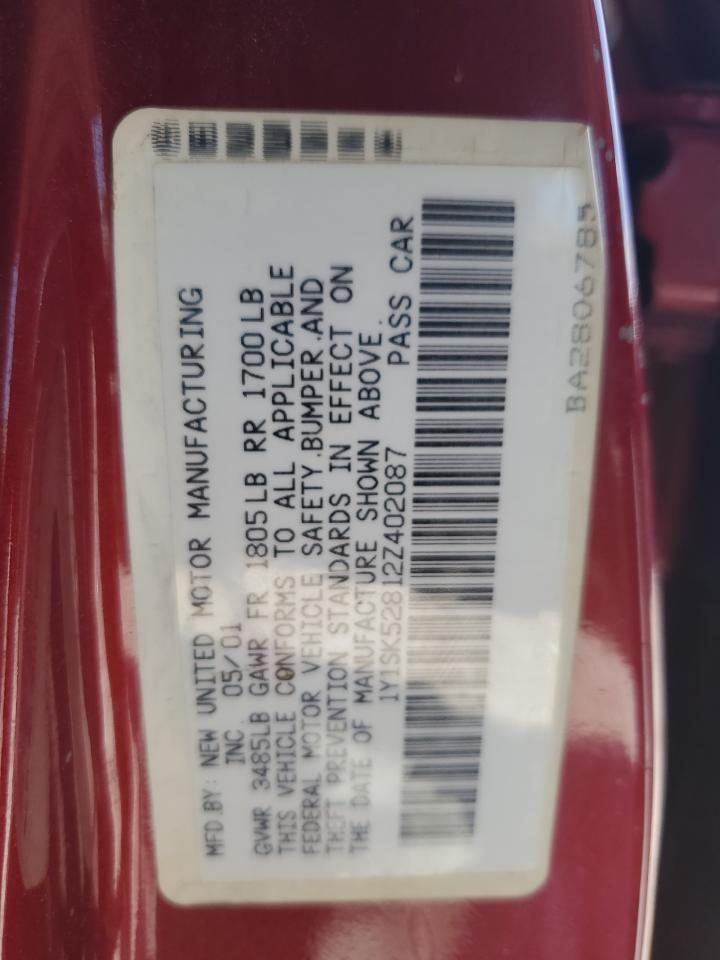 MFD BY: NEW UNITED MOTOR MANUFACTURING
INC 05/01
GVWR 3485LB GAWR FR 1805LB RR 1700LB
THIS VEHICLE CONFORMS TO ALL APPLICABLE
FEDERAL MOTOR VEHICLE SAFETY.BUMPER.AND
THEFT PREVENTION STANDARDS IN EFFECT ON
THE DATE OF MANUFACTURE SHOWN ABOVE.
1Y1SK52812Z402087 PASS CAR
BA2806785